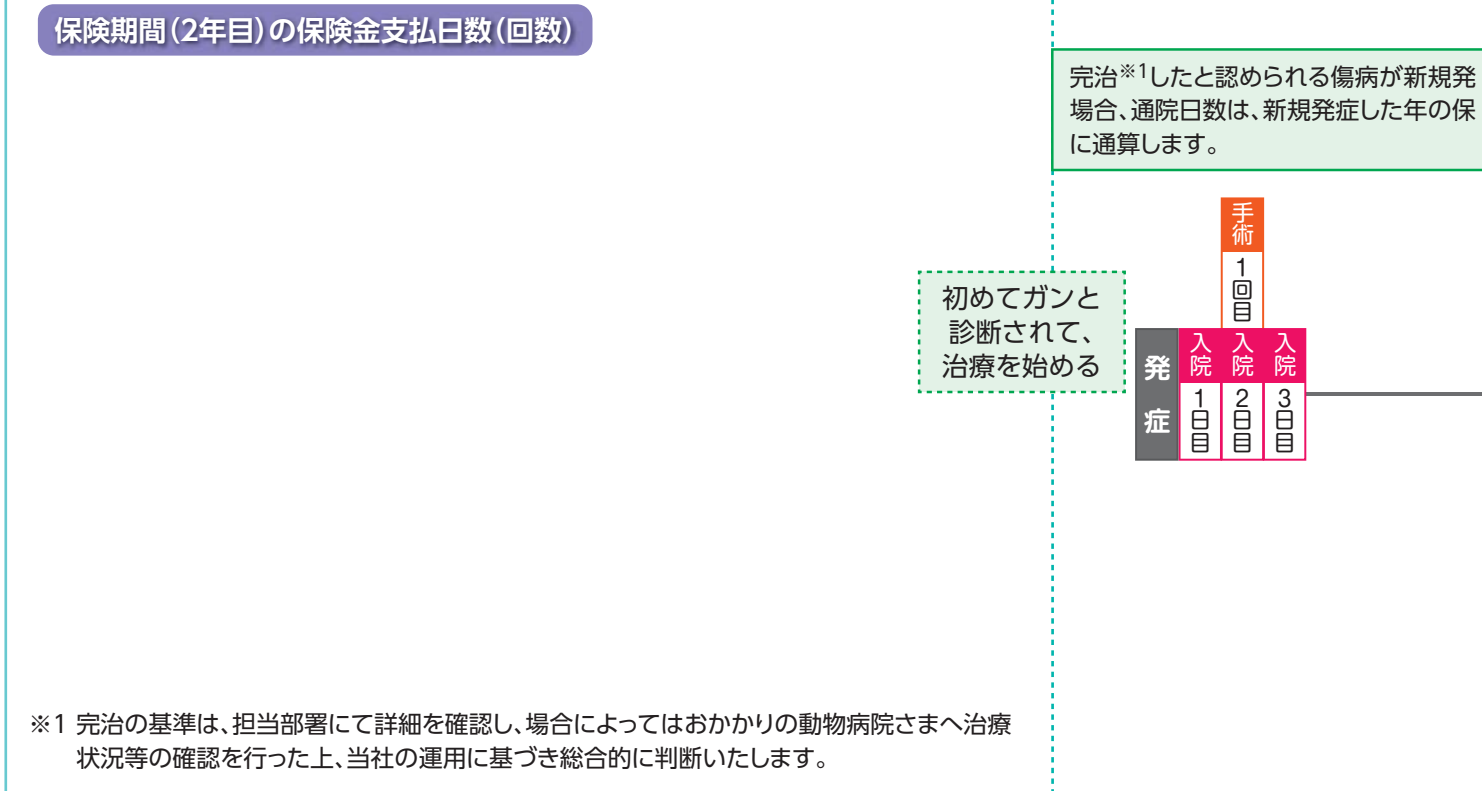 保険期間（2年目）の保険金支払日数（回数）
完治※1したと認められる傷病が新規発
場合、通院日数は、新規発症した年の保
に通算します。
手術
1回目
初めてガンと
診断されて、
治療を始める
発症
入院
1日目
入院
2日目
入院
3日目
※1 完治の基準は、担当部署にて詳細を確認し、場合によってはおかかりの動物病院さまへ治療
状況等の確認を行った上、当社の運用に基づき総合的に判断いたします。